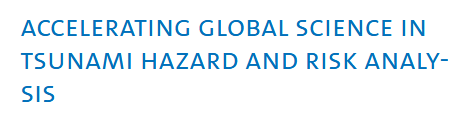 ACCELERATING GLOBAL SCIENCE IN
TSUNAMI HAZARD AND RISK ANALY-
SIS